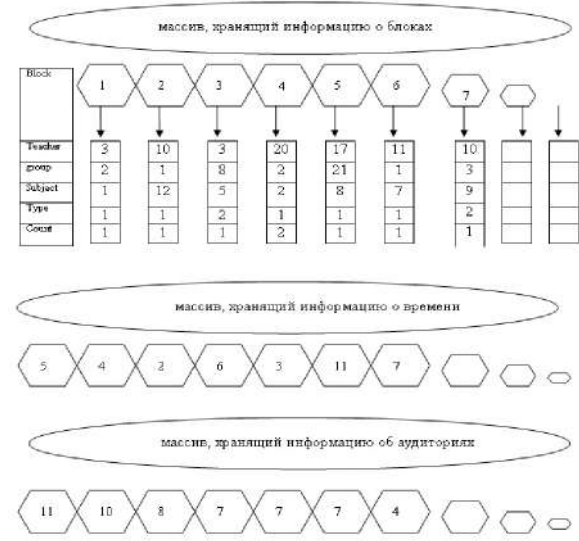 массив, хранящий информацию о блоках
Block 1 2 3 4 5 6 7
Teacher 3 10 3 20 17 11 10
group 2 1 8 2 21 1 3
Subject 1 12 5 2 8 7 9
Type 1 1 2 1 1 1 2
Count 1 1 1 2 1 1 1
массив, хранящий информацию о времени
5 4 2 6 3 11 7
массив, хранящий информацию об аудиториях
11 10 8 7 7 7 4